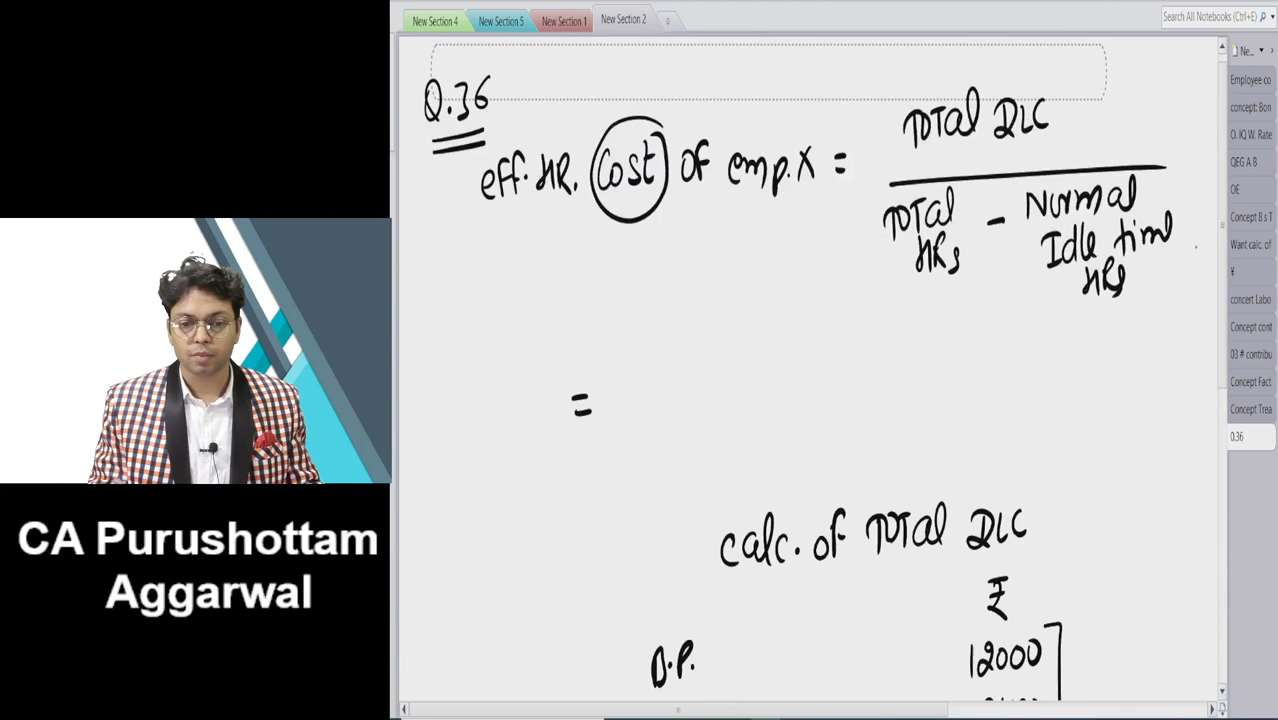 New Section 4
New Section 5
New Section 1
New Section 2
Search All Notebooks (Ctrl+E)
Q.36
eff. HR. Cost of emp. X = Total DLC
Total HRs - Normal Idle time HRs
=
calc. of Total DLC
₹
B.P. 12000
CA Purushottam
Aggarwal
Ne...
Employee co
concept: Bon
O. IQ W. Rate
QEG A B
OE
Concept 8 s T
Want calc. of
¥
concert Labo
Concept cont
03 # contribu
Concept Fact
Concept Trea
0.36